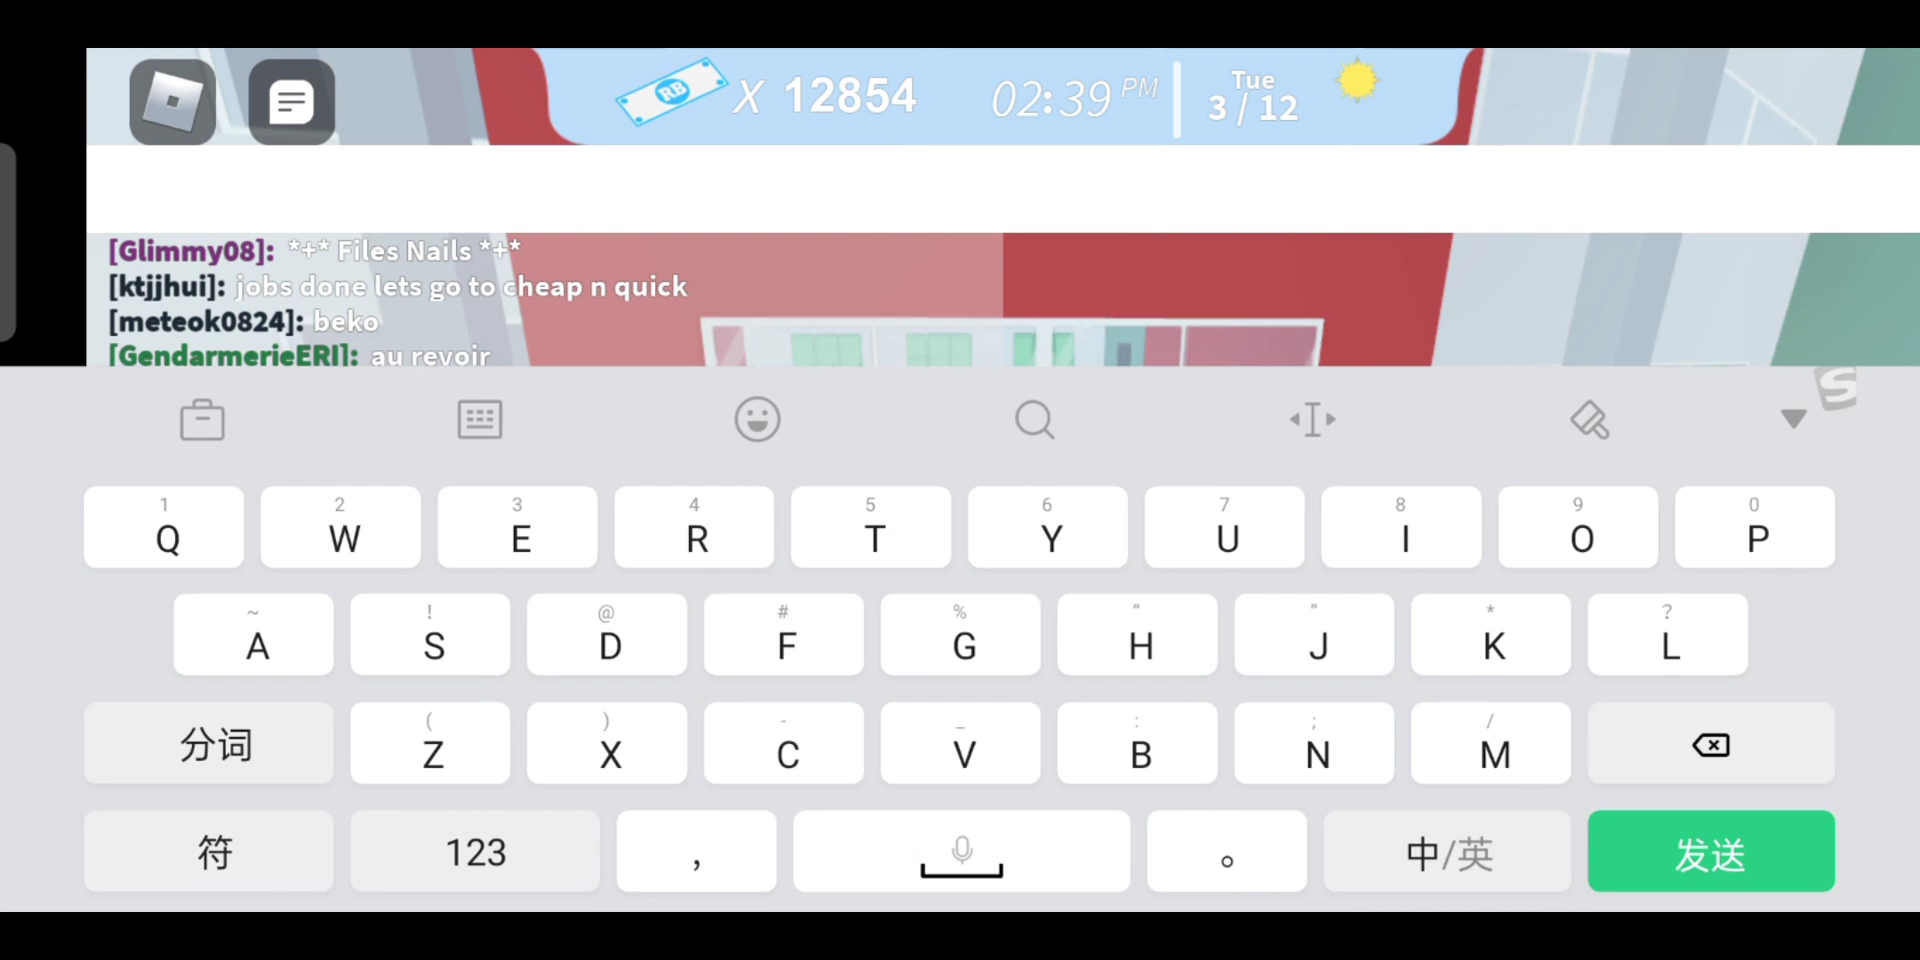 RB X 12854 02:39 PM Tue
3 / 12
[Glimmy08]: *+* Files Nails *+*
[ktjjhui]: jobs done lets go to cheap n quick
[meteok0824]: beko
[GendarmerieERI]: au revoir
S
1 2 3 4 5 6 7 8 9 0
Q W E R T Y U I O P
~ ! @ # % “ ” * ?
A S D F G H J K L
( ) - _ : ; /
分词 Z X C V B N M
符 123 , 。 中/英 发送